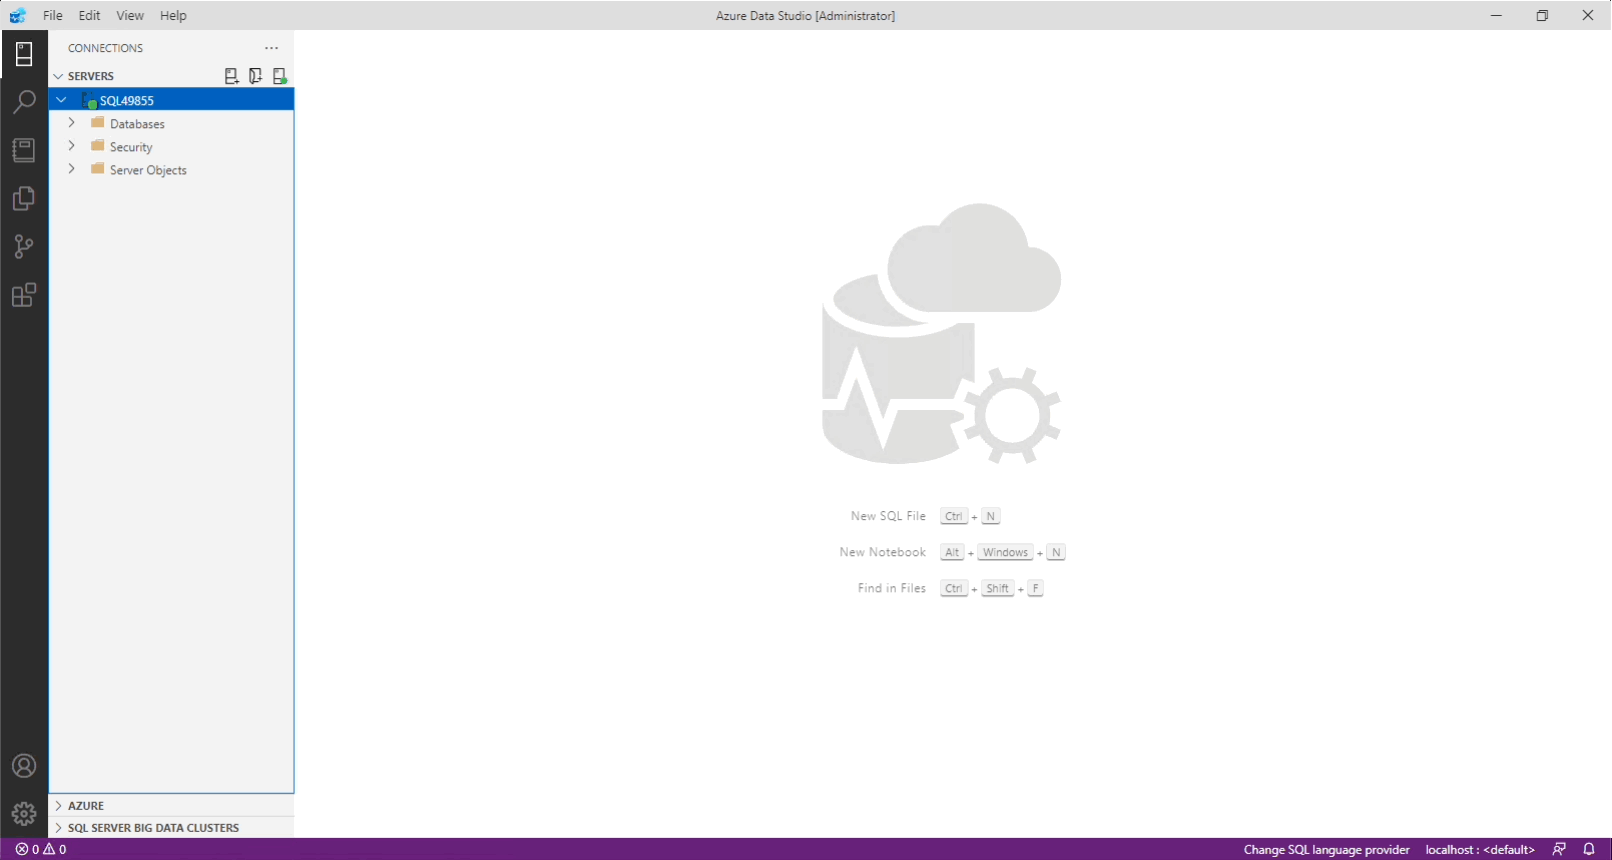 File Edit View Help
Azure Data Studio [Administrator]
CONNECTIONS
SERVERS
SQL49855
Databases
Security
Server Objects
New SQL File Ctrl + N
New Notebook Alt + Windows + N
Find in Files Ctrl + Shift + F
AZURE
SQL SERVER BIG DATA CLUSTERS
0 0
Change SQL language provider localhost : <default>